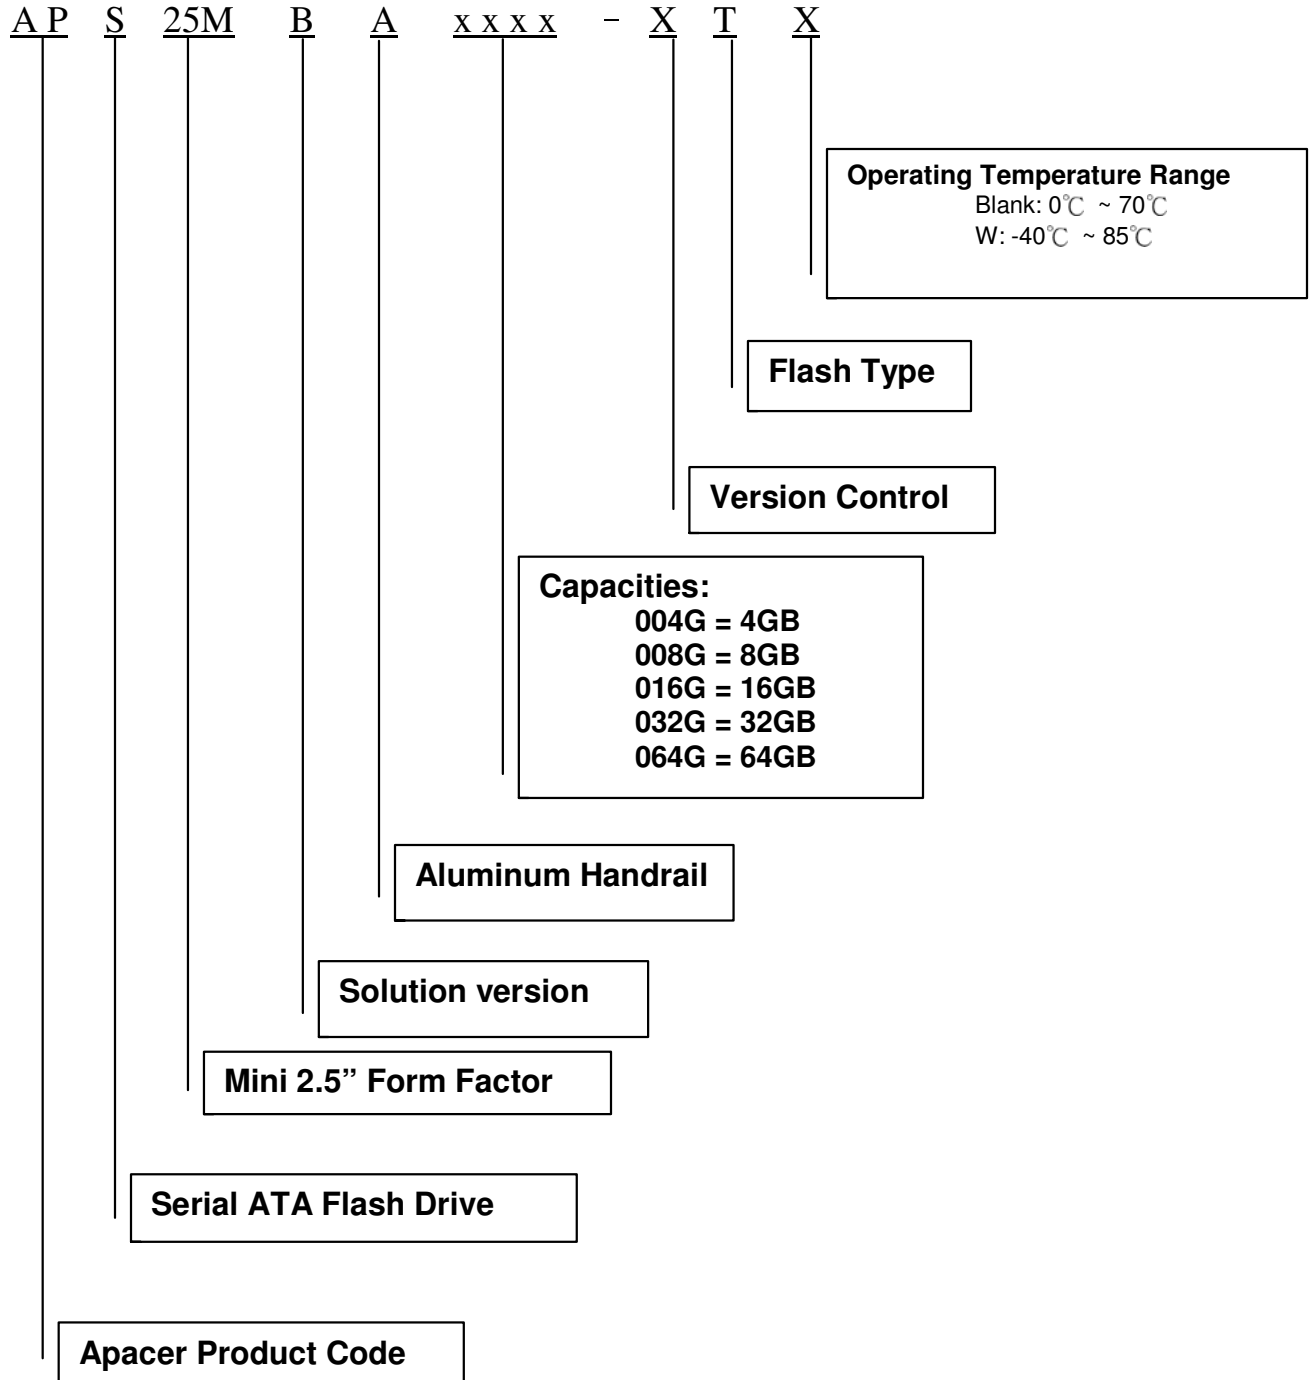 A P S 25M B A x x x x - X T X
Operating Temperature Range
Blank: 0℃ ~ 70℃
W: -40℃ ~ 85℃
Flash Type
Version Control
Capacities:
004G = 4GB
008G = 8GB
016G = 16GB
032G = 32GB
064G = 64GB
Aluminum Handrail
Solution version
Mini 2.5” Form Factor
Serial ATA Flash Drive
Apacer Product Code